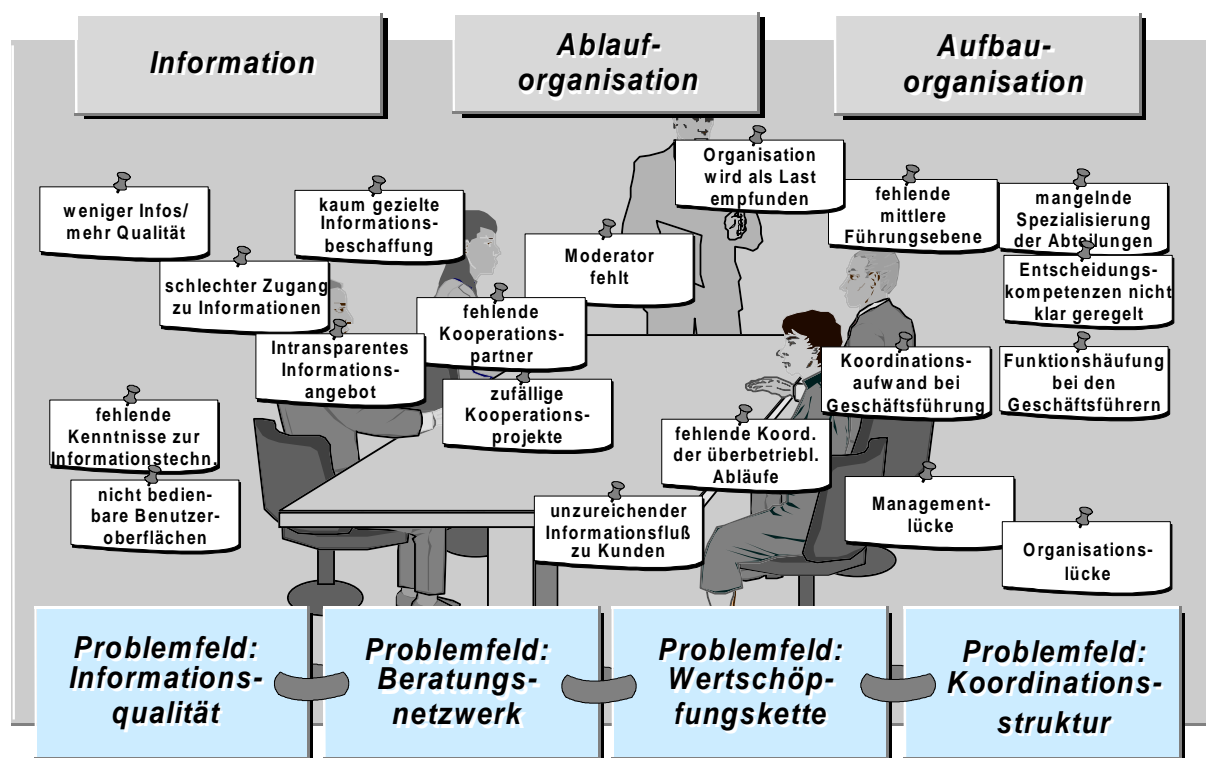 Information
Ablauf-
organisation
Aufbau-
organisation
Organisation
wird als Last
empfunden
weniger Infos/
mehr Qualität
kaum gezielte
Informations-
beschaffung
fehlende
mittlere
Führungsebene
mangelnde
Spezialisierung
der Abteilungen
Moderator
fehlt
schlechter Zugang
zu Informationen
Entscheidungs-
kompetenzen nicht
klar geregelt
fehlende
Kooperations-
partner
Intransparentes
Informations-
angebot
Koordinations-
aufwand bei
Geschäftsführung
Funktionshäufung
bei den
Geschäftsführern
zufällige
Kooperations-
projekte
fehlende
Kenntnisse zur
Informationstechn.
fehlende Koord.
der überbetriebl.
Abläufe
nicht bedien-
bare Benutzer-
oberflächen
unzureichender
Informationsfluß
zu Kunden
Management-
lücke
Organisations-
lücke
Problemfeld:
Informations-
qualität
Problemfeld:
Beratungs-
netzwerk
Problemfeld:
Wertschöp-
fungskette
Problemfeld:
Koordinations-
struktur